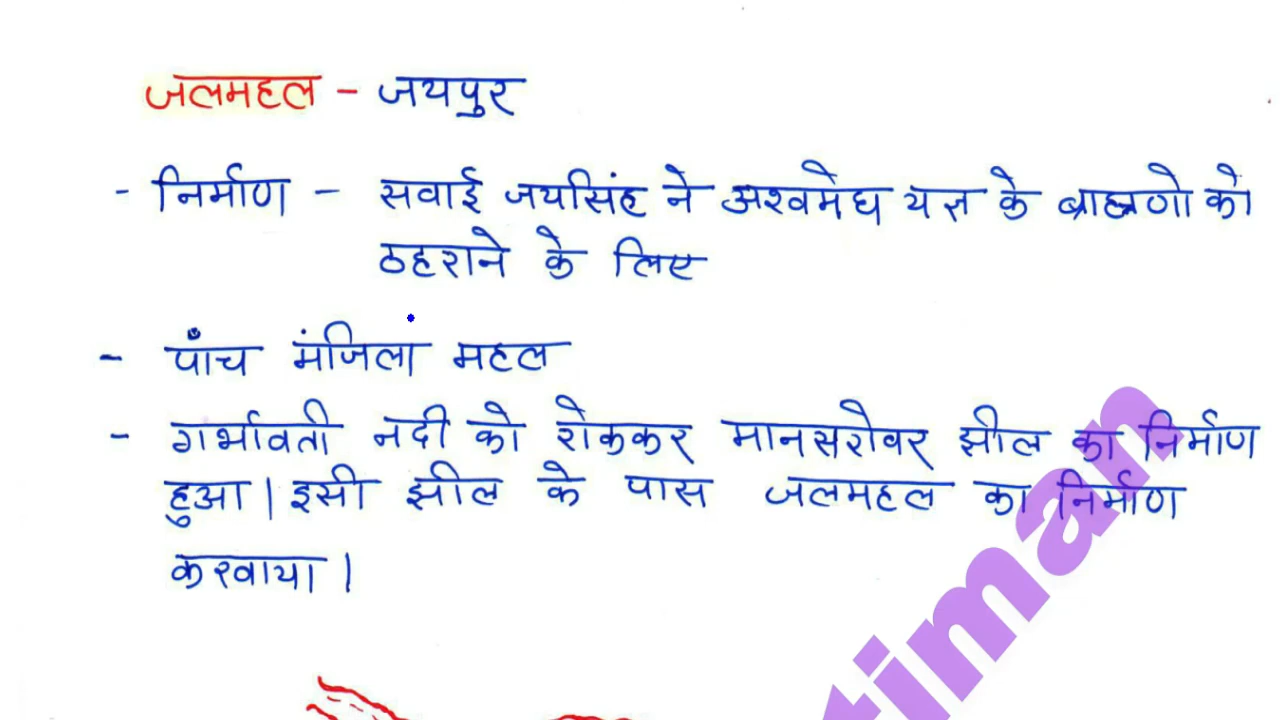 जलमहल - जयपुर
- निर्माण - सवाई जयसिंह ने अश्वमेघ यज्ञ के ब्राह्मणो को
ठहराने के लिए
- पाँच मंजिला महल
- गर्भावती नदी को रोककर मानसरोवर झील का निर्माण
हुआ। इसी झील के पास जलमहल का निर्माण
करवाया।
timan